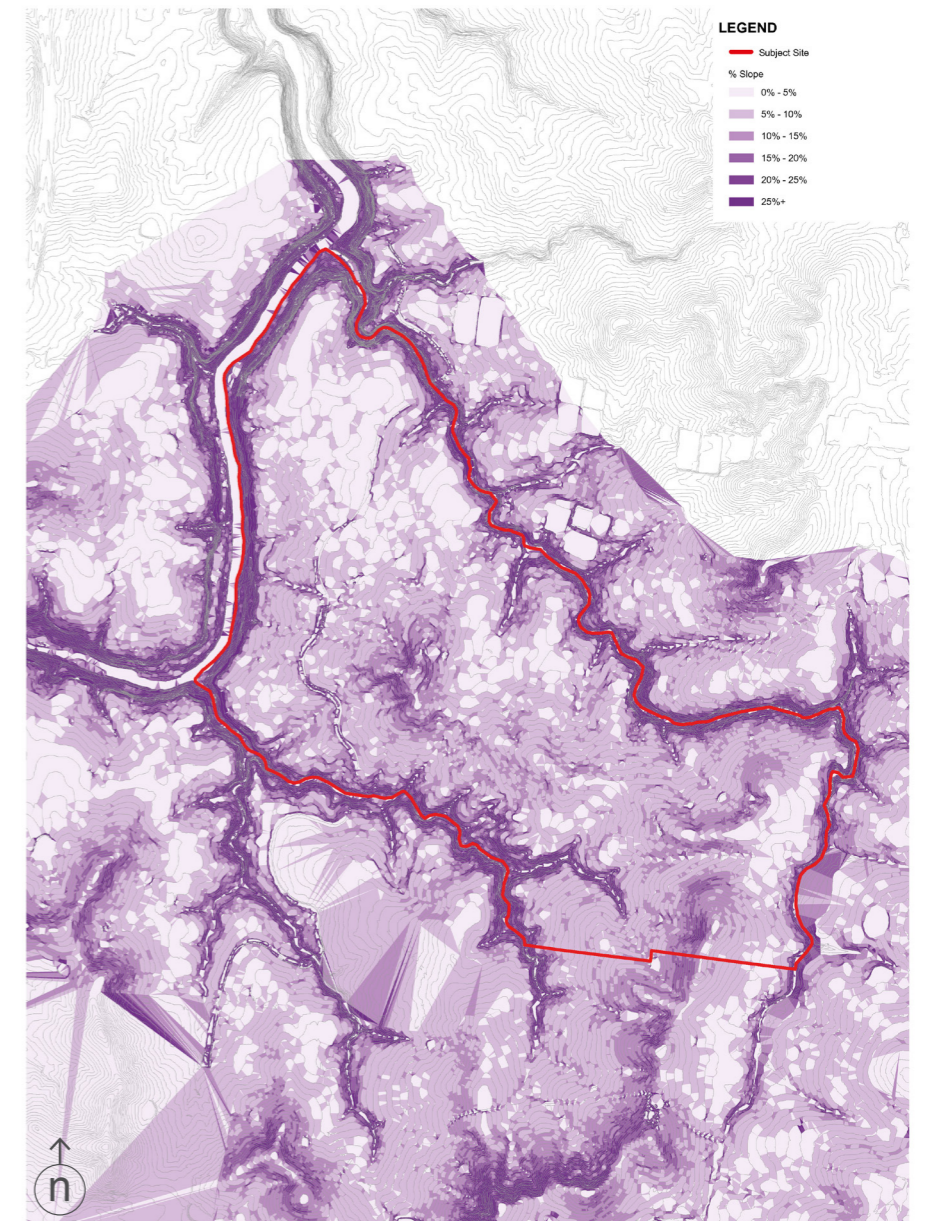 LEGEND
Subject Site
% Slope
0% - 5%
5% - 10%
10% - 15%
15% - 20%
20% - 25%
25%+
n